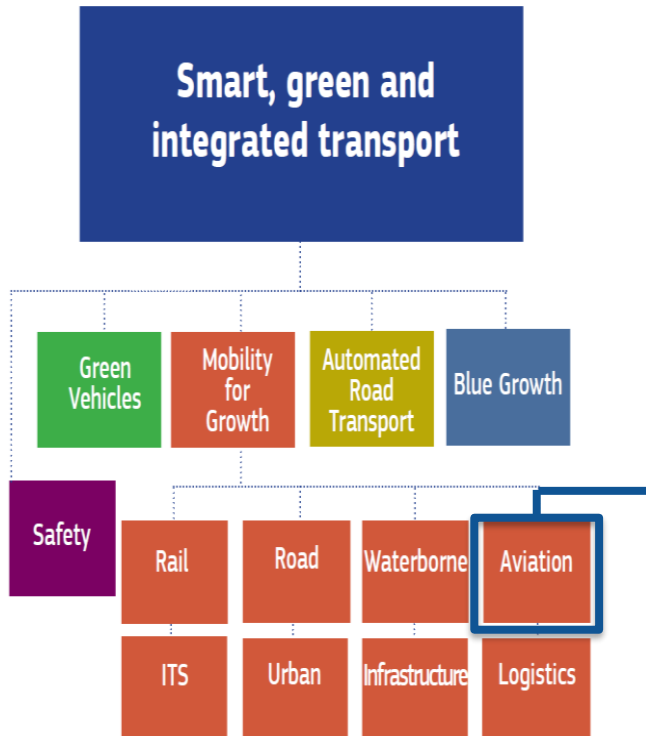 Smart, green and
integrated transport
Green
Vehicles
Mobility
for
Growth
Automated
Road
Transport
Blue Growth
Safety
Rail
Road
Waterborne
Aviation
ITS
Urban
Infrastructure
Logistics